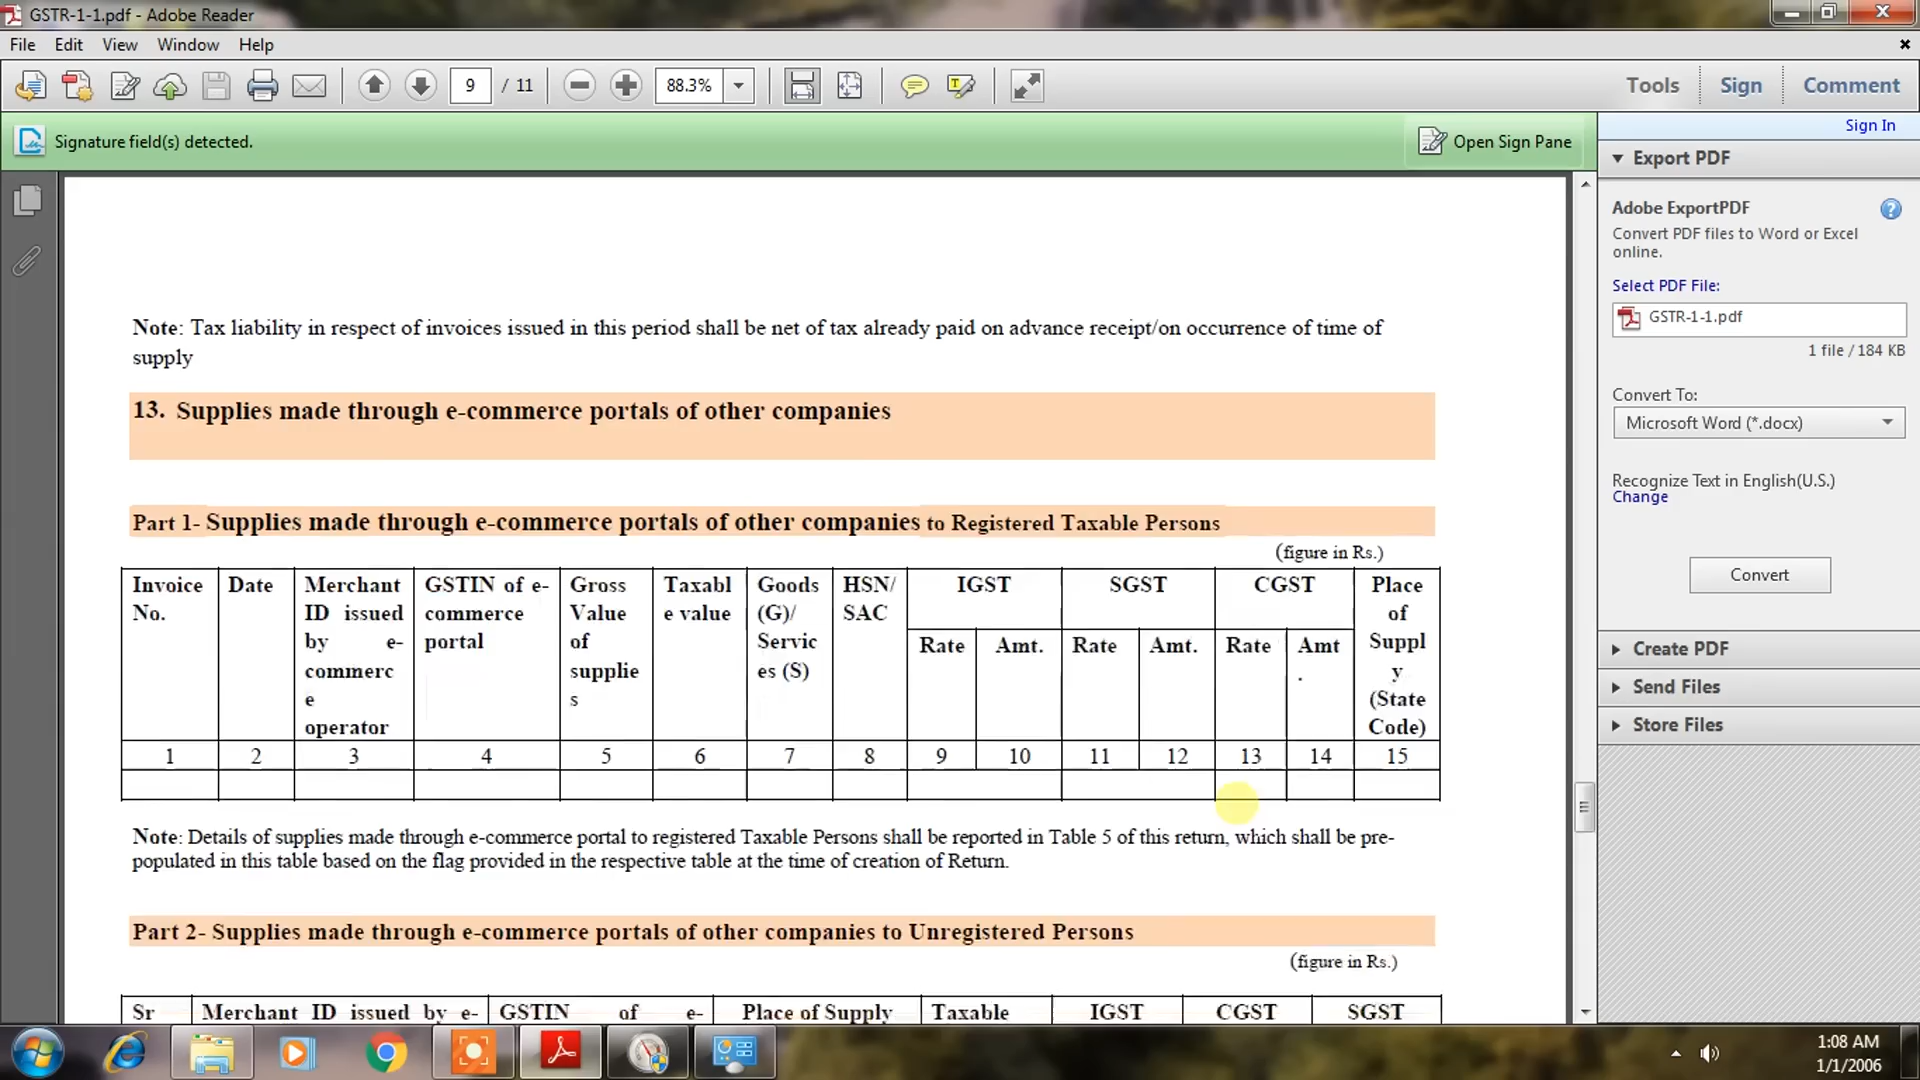 GSTR-1-1.pdf - Adobe Reader
File Edit View Window Help
9 / 11 88.3% Tools Sign Comment
Signature field(s) detected. Open Sign Pane
Sign In
Export PDF
Adobe ExportPDF
Convert PDF files to Word or Excel
online.
Select PDF File:
GSTR-1-1.pdf
1 file / 184 KB
Convert To:
Microsoft Word (*.docx)
Recognize Text in English(U.S.)
Change
Convert
Create PDF
Send Files
Store Files
Note: Tax liability in respect of invoices issued in this period shall be net of tax already paid on advance receipt/on occurrence of time of
supply
13. Supplies made through e-commerce portals of other companies
Part 1- Supplies made through e-commerce portals of other companies to Registered Taxable Persons
(figure in Rs.)
Invoice Date Merchant GSTIN of e- Gross Taxabl Goods HSN/ IGST SGST CGST Place
No. ID issued commerce Value e value (G)/ SAC of
by e- portal of Servic Rate Amt. Rate Amt. Rate Amt Suppl
commerc supplie es (S) . y
e s (State
operator Code)
1 2 3 4 5 6 7 8 9 10 11 12 13 14 15
Note: Details of supplies made through e-commerce portal to registered Taxable Persons shall be reported in Table 5 of this return, which shall be pre-
populated in this table based on the flag provided in the respective table at the time of creation of Return.
Part 2- Supplies made through e-commerce portals of other companies to Unregistered Persons
(figure in Rs.)
Sr Merchant ID issued by e- GSTIN of e- Place of Supply Taxable IGST CGST SGST
1:08 AM
1/1/2006